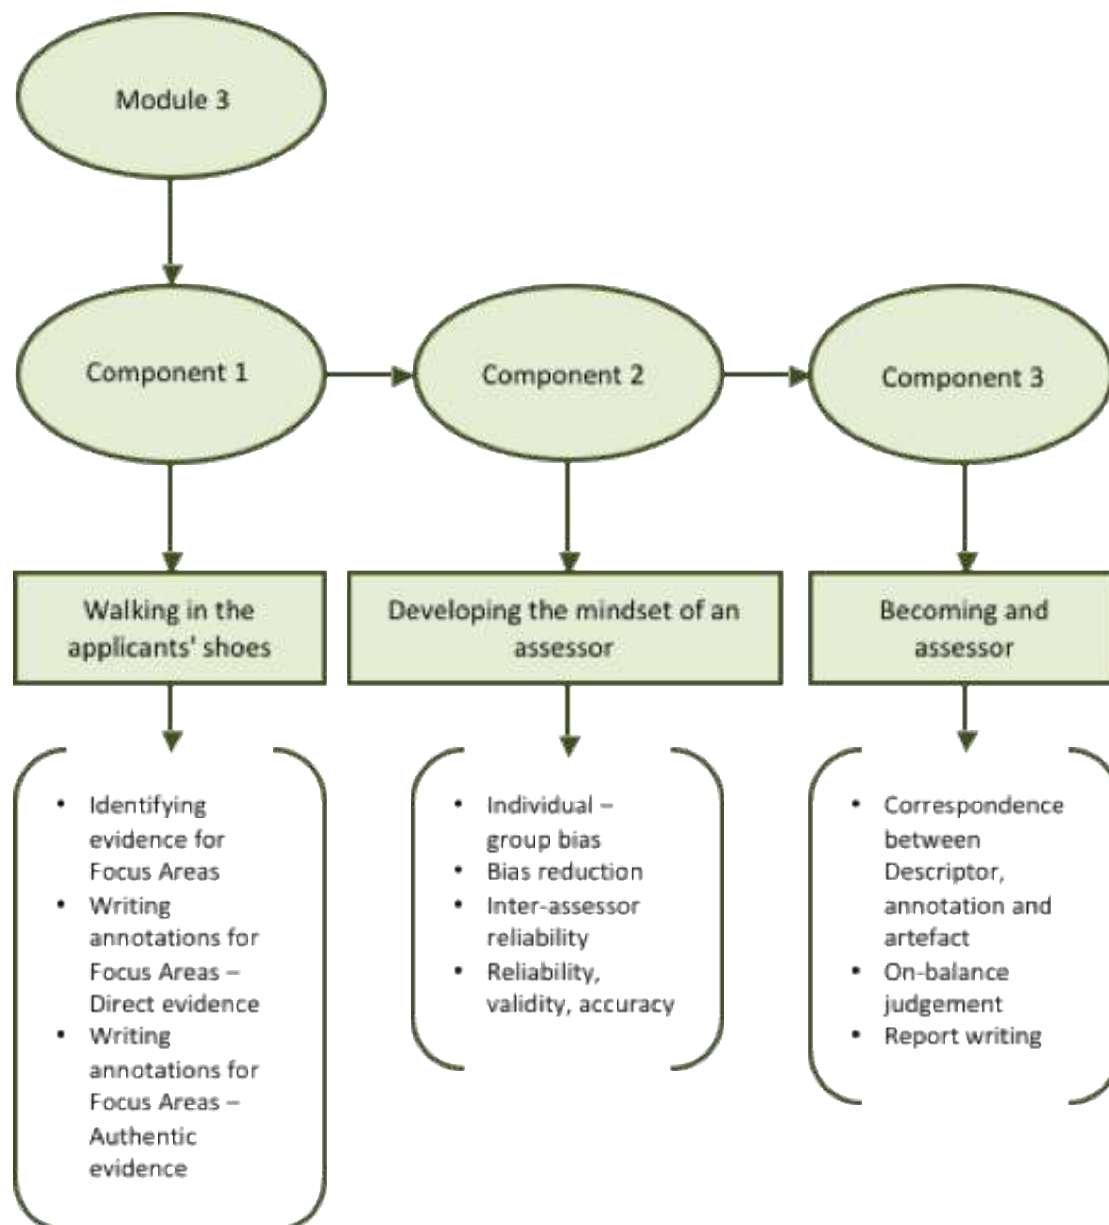 Module 3
Component 1
Component 2
Component 3
Walking in the
applicants' shoes
Developing the mindset of an
assessor
Becoming and
assessor
• Identifying
evidence for
Focus Areas
• Writing
annotations for
Focus Areas –
Direct evidence
• Writing
annotations for
Focus Areas –
Authentic
evidence
• Individual –
group bias
• Bias reduction
• Inter-assessor
reliability
• Reliability,
validity, accuracy
• Correspondence
between
Descriptor,
annotation and
artefact
• On-balance
judgement
• Report writing